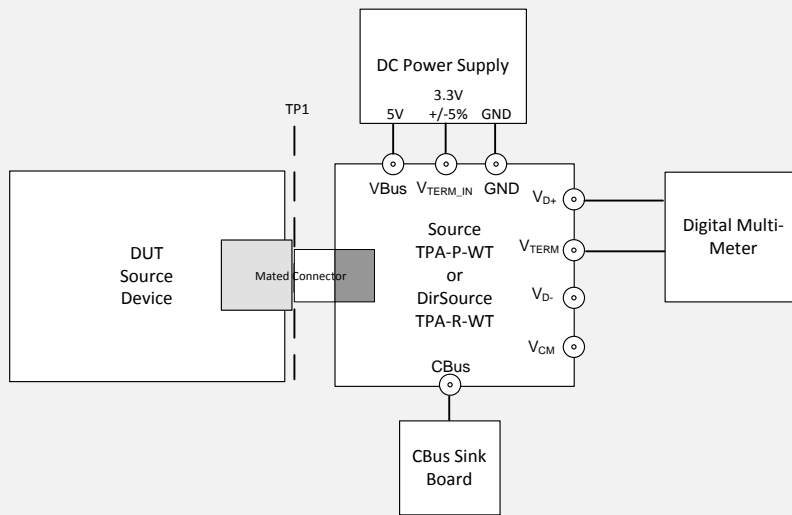 DC Power Supply
3.3V
5V +/-5% GND
TP1
VBus VTERM_IN GND
VD+
VTERM
VD-
VCM
Digital Multi-
Meter
DUT
Source
Device
Mated Connector
Source
TPA-P-WT
or
DirSource
TPA-R-WT
CBus
CBus Sink
Board